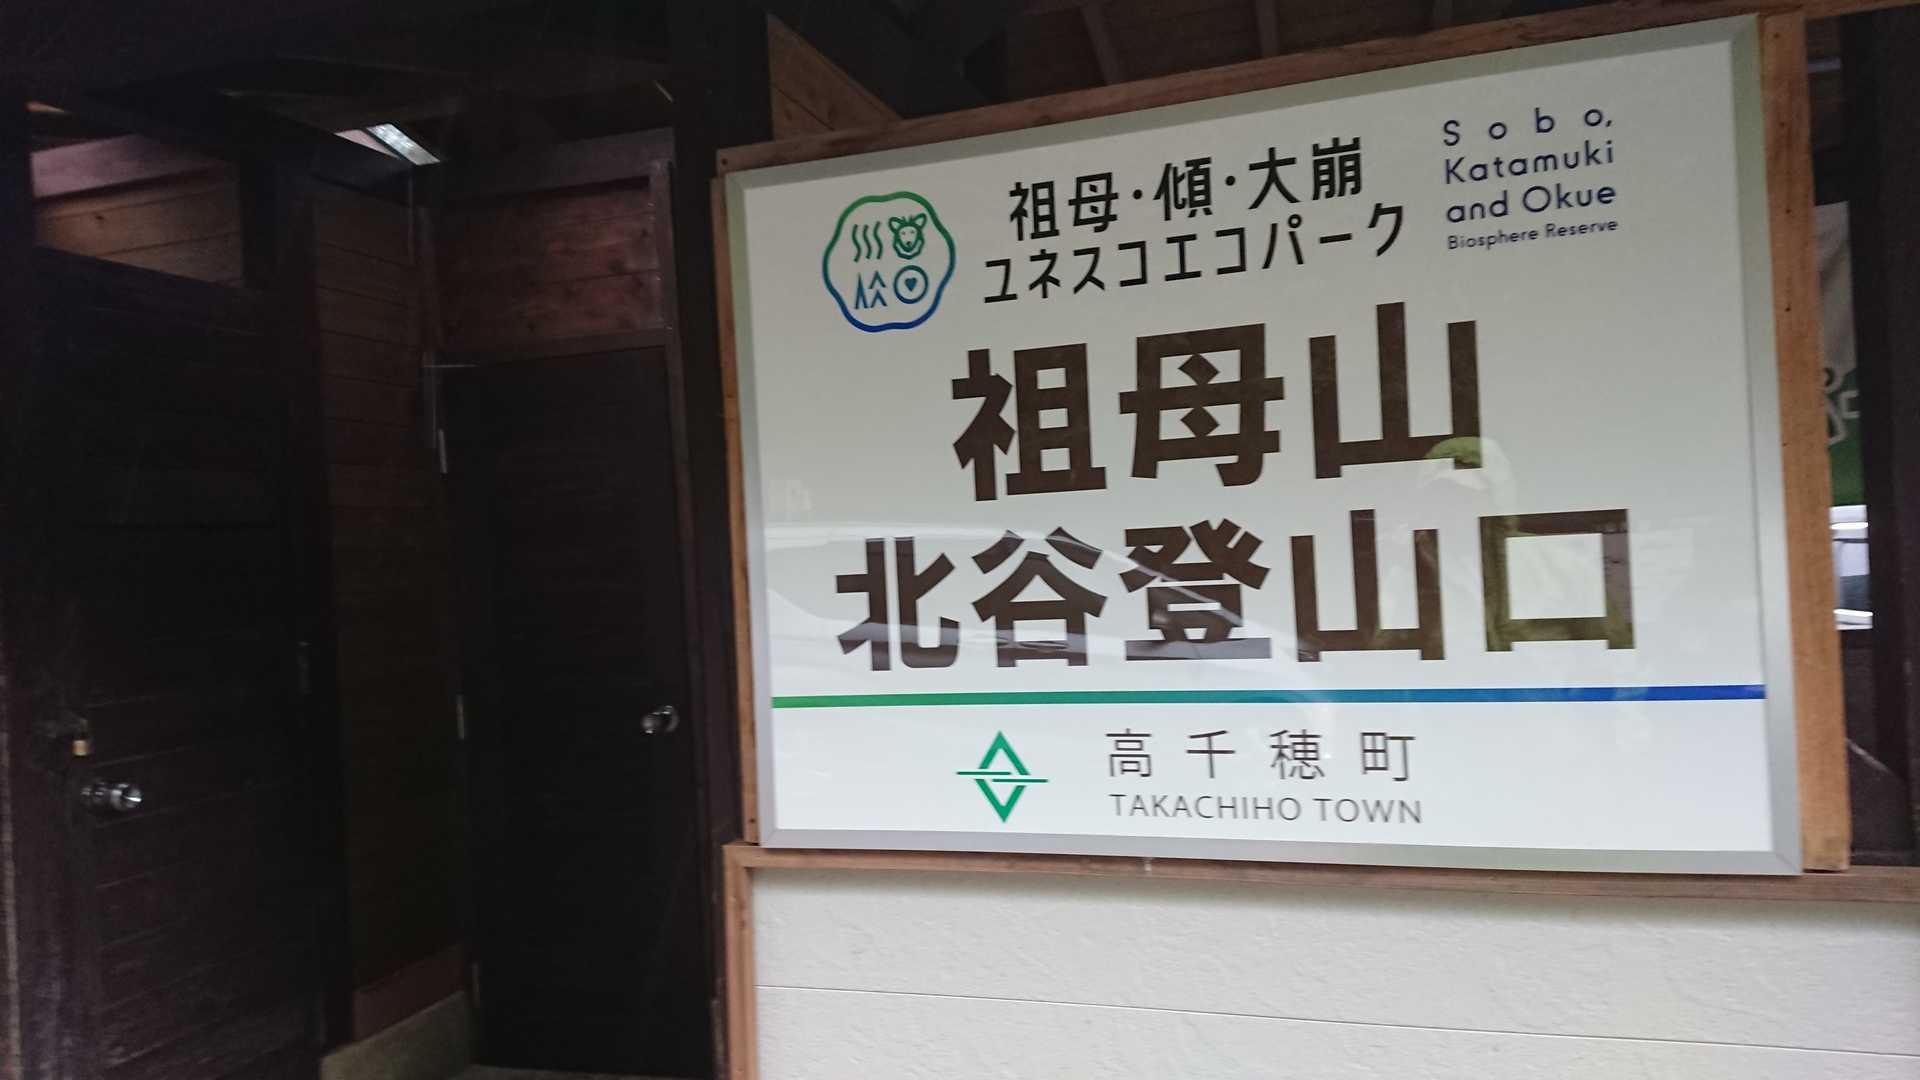 祖母・傾・大崩
ユネスコエコパーク
Sobo,
Katamuki
and Okue
Biosphere Reserve
祖母山
北谷登山口
高千穂町
TAKACHIHO TOWN